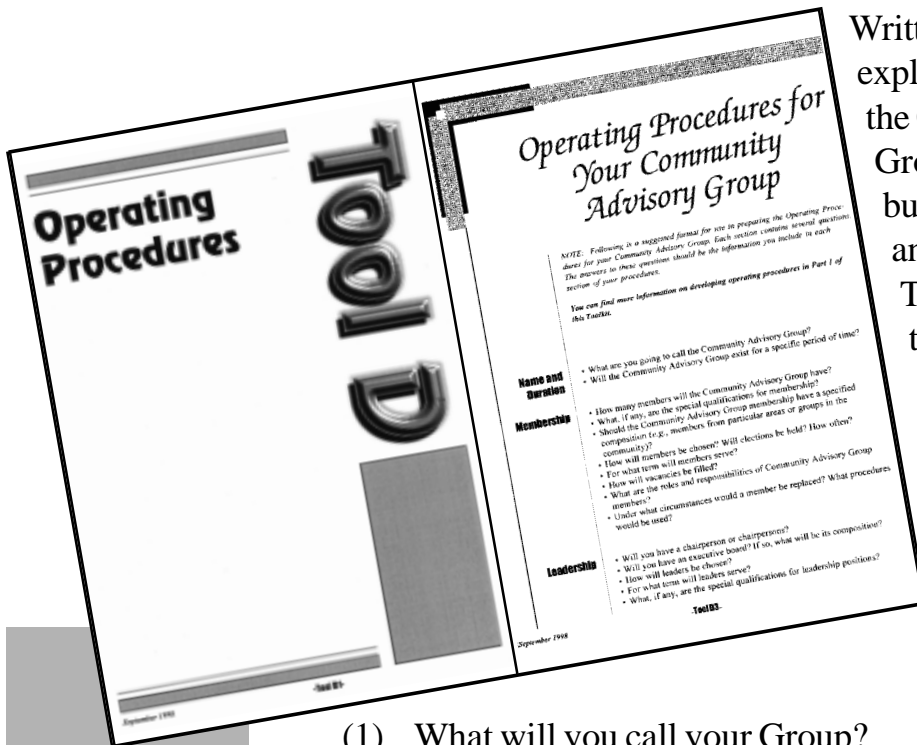 Operating
Procedures
Tool D
September 1998
Operating Procedures for
Your Community
Advisory Group
NOTE: Following is a suggested format for use in preparing the Operating Proce-
dures for your Community Advisory Group. Each section contains several questions.
The answers to these questions should be the information you include in each
section of your procedures.
You can find more information on developing operating procedures in Part 1 of
this Toolkit.
Name and
Duration
• What are you going to call the Community Advisory Group?
• Will the Community Advisory Group exist for a specific period of time?
Membership
• How many members will the Community Advisory Group have?
• What, if any, are the special qualifications for membership?
• Should the Community Advisory Group membership have a specified
composition (e.g., members from particular areas or groups in the
community)?
• How will members be chosen? Will elections be held? How often?
• For what term will members serve?
• How will vacancies be filled?
• What are the roles and responsibilities of Community Advisory Group
members?
• Under what circumstances would a member be replaced? What procedures
would be used?
Leadership
• Will you have a chairperson or chairpersons?
• Will you have an executive board? If so, what will be its composition?
• How will leaders be chosen?
• For what term will leaders serve?
• What, if any, are the special qualifications for leadership positions?
-Tool D3-
September 1998
Writt
expl
the
Gro
bu
an
T
t
(1) What will you call your Group?